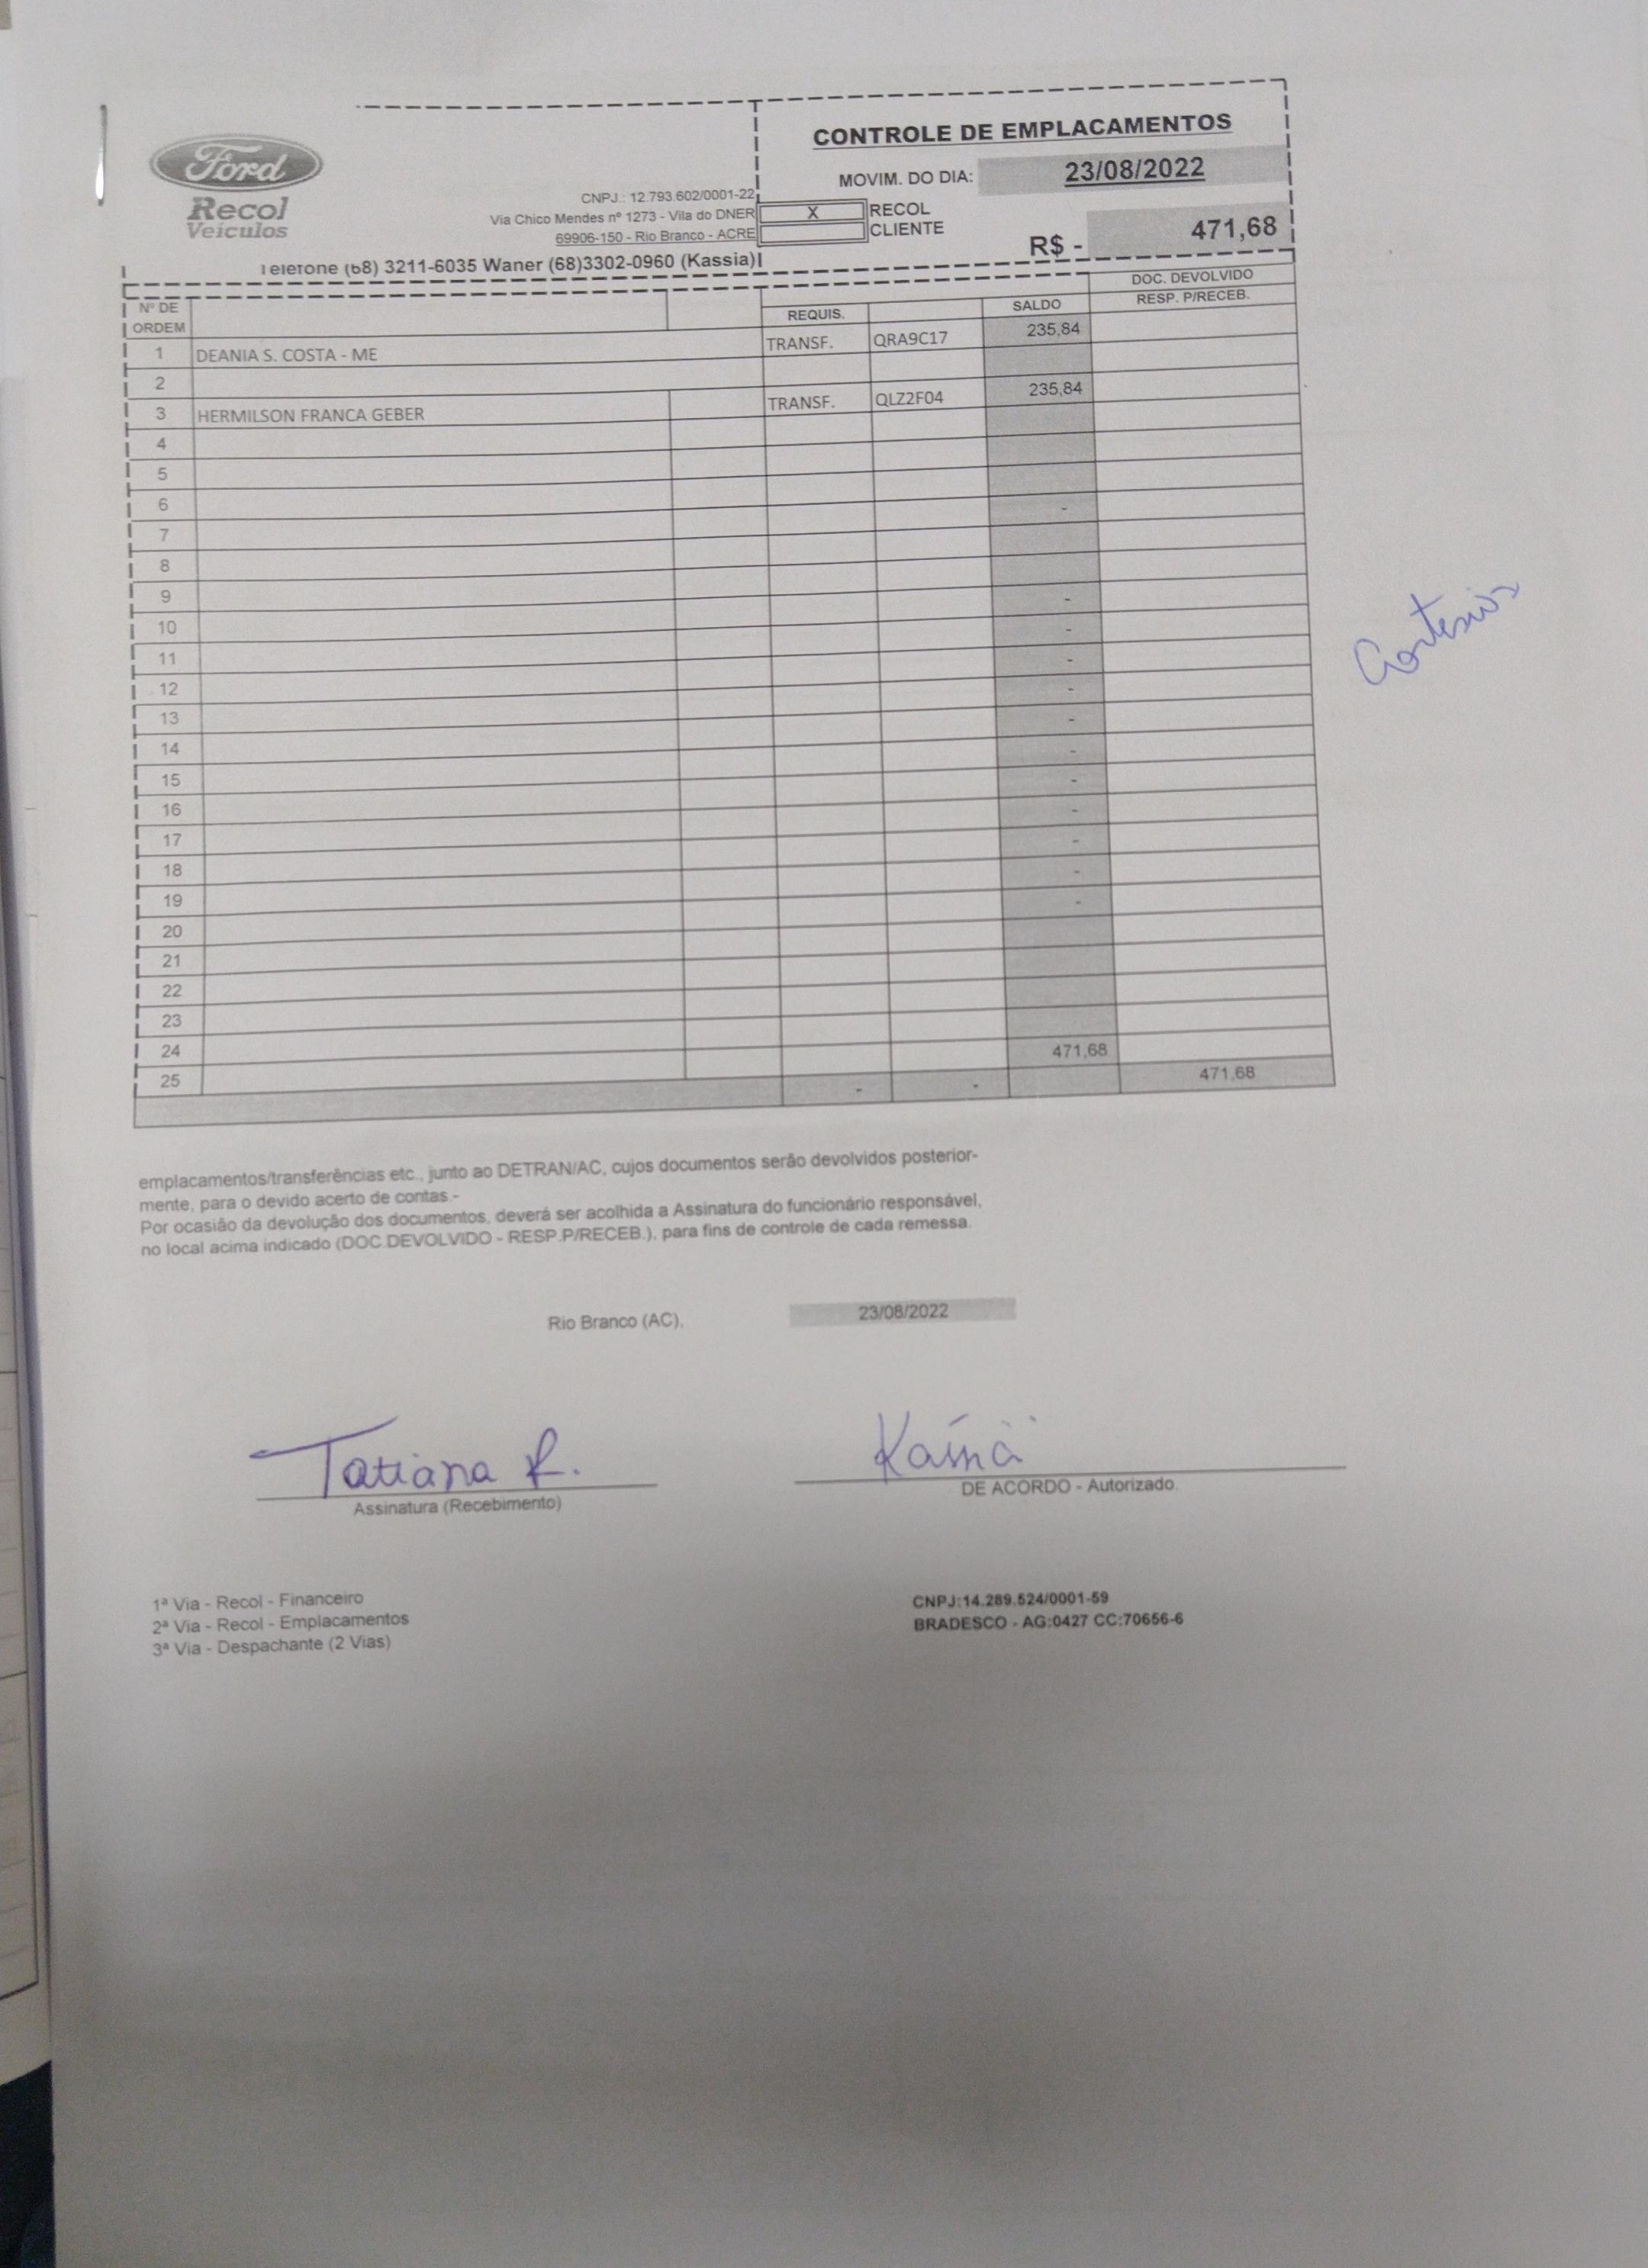 CONTROLE DE EMPLACAMENTOS
Ford
Recol
Veículos
MOVIM. DO DIA: 23/08/2022
CNPJ.: 12.793.602/0001-22
Via Chico Mendes nº 1273 - Vila do DNER
X RECOL
69906-150 - Rio Branco - ACRE
CLIENTE
R$ - 471,68
Telefone (68) 3211-6035 Waner (68)3302-0960 (Kassia)
Nº DE ORDEM REQUIS. SALDO DOC. DEVOLVIDO RESP. P/RECEB.
1 DEANIA S. COSTA - ME TRANSF. QRA9C17 235,84
2
3 HERMILSON FRANCA GEBER TRANSF. QLZ2F04 235,84
4
5
6
7 -
8
9
10 -
11 -
12 -
13 -
14 -
15 -
16 -
17 -
18 -
19 -
20 -
21
22
23
24
25 471,68
- - 471,68
Cortesias
emplacamentos/transferências etc., junto ao DETRAN/AC, cujos documentos serão devolvidos posterior-
mente, para o devido acerto de contas.-
Por ocasião da devolução dos documentos, deverá ser acolhida a Assinatura do funcionário responsável,
no local acima indicado (DOC.DEVOLVIDO - RESP.P/RECEB.), para fins de controle de cada remessa.
Rio Branco (AC), 23/08/2022
Tatiana R.
Assinatura (Recebimento)
DE ACORDO - Autorizado.
1ª Via - Recol - Financeiro
2ª Via - Recol - Emplacamentos
3ª Via - Despachante (2 Vias)
CNPJ:14.289.524/0001-59
BRADESCO - AG:0427 CC:70656-6